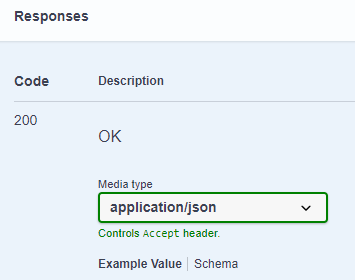 Responses
Code Description
200
OK
Media type
application/json
Controls Accept header.
Example Value Schema